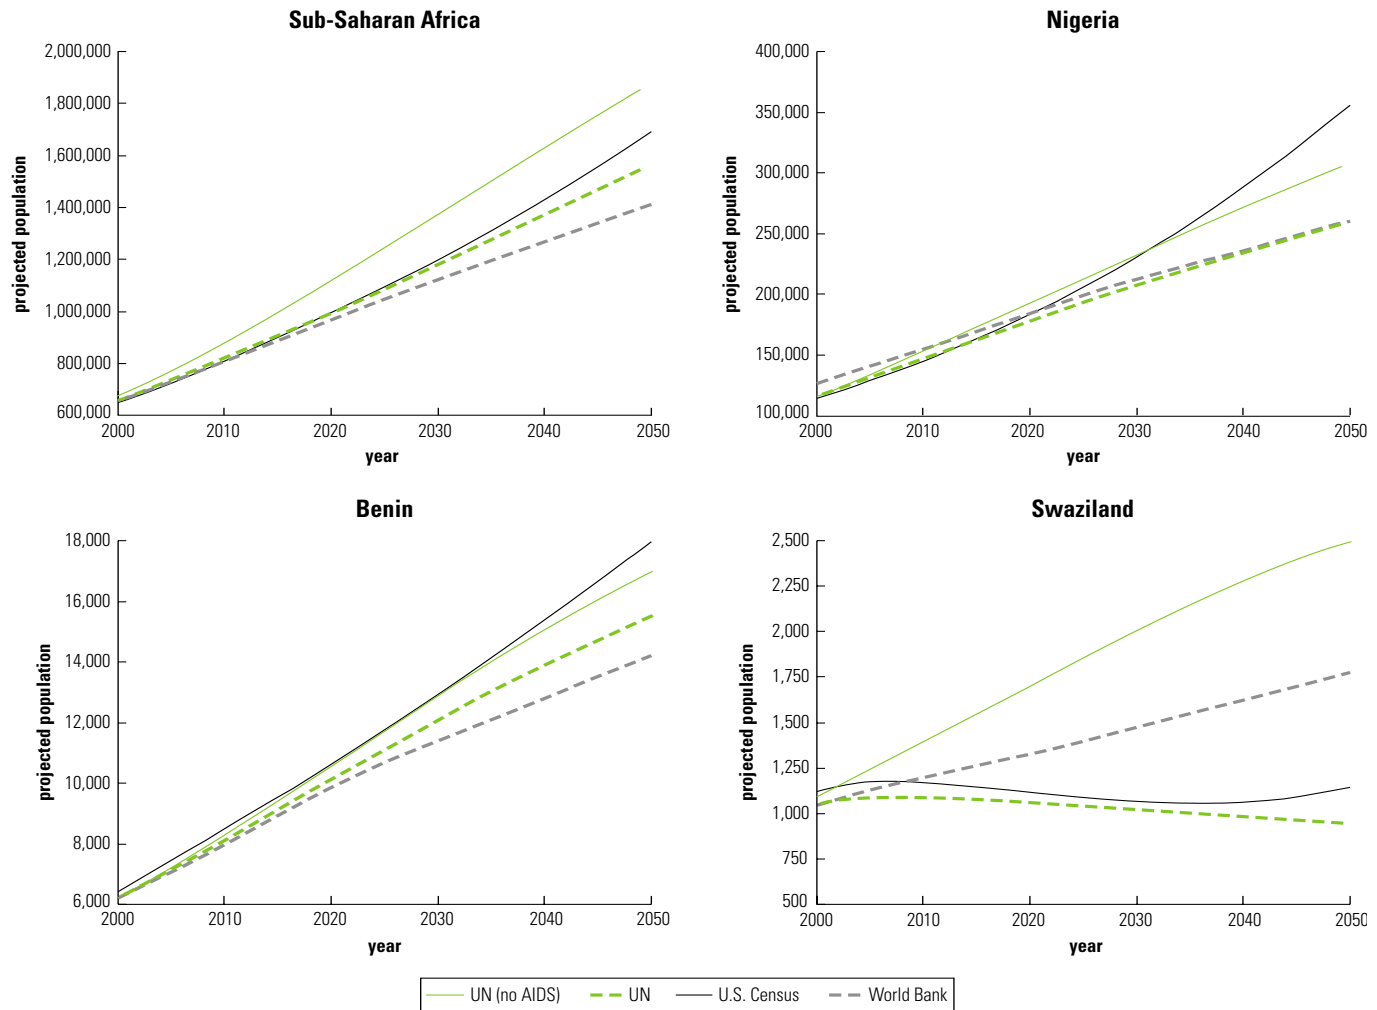 Sub-Saharan Africa
2,000,000
1,800,000
1,600,000
1,400,000
1,200,000
1,000,000
800,000
600,000
projected population
2000 2010 2020 2030 2040 2050
year
Nigeria
400,000
350,000
300,000
250,000
200,000
150,000
100,000
projected population
2000 2010 2020 2030 2040 2050
year
Benin
18,000
16,000
14,000
12,000
10,000
8,000
6,000
projected population
2000 2010 2020 2030 2040 2050
year
Swaziland
2,500
2,250
2,000
1,750
1,500
1,250
1,000
750
500
projected population
2000 2010 2020 2030 2040 2050
year
UN (no AIDS) UN U.S. Census World Bank